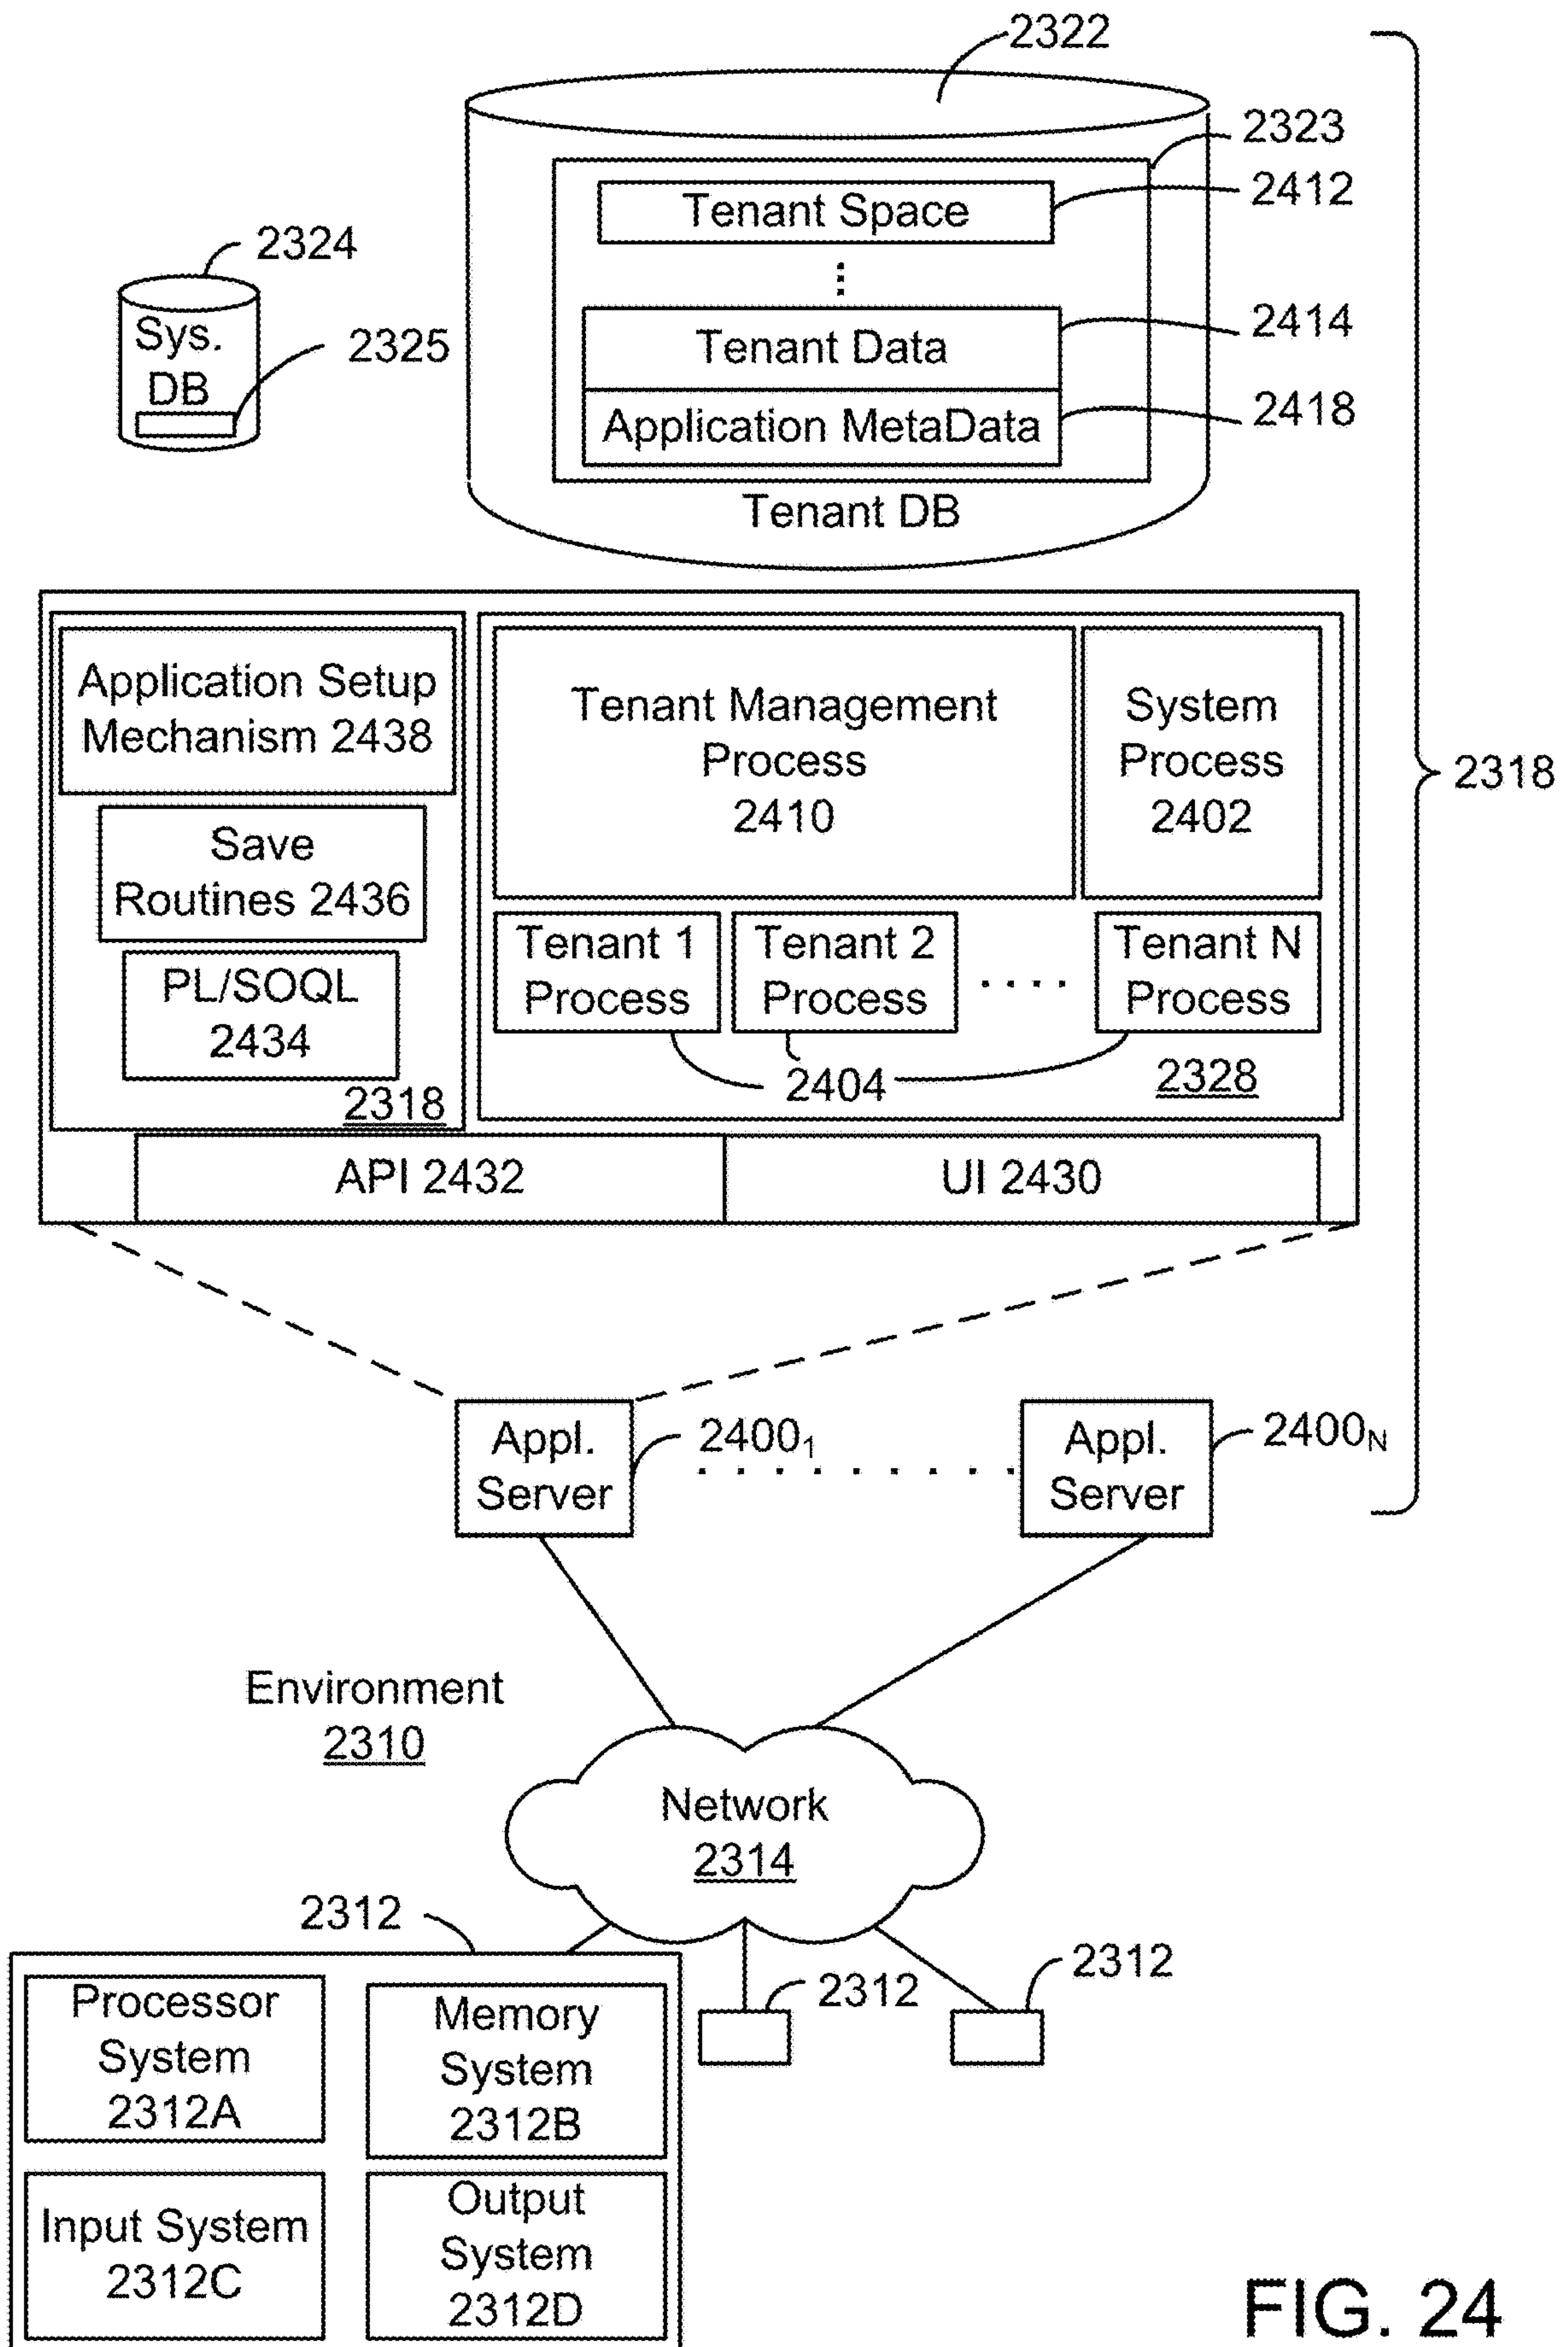 2322
2323
Tenant Space
2412
2324
Sys.
DB
2325
Tenant Data
2414
Application MetaData
2418
Tenant DB
Application Setup
Mechanism 2438
Save
Routines 2436
PL/SOQL
2434
2318
Tenant Management
Process
2410
System
Process
2402
Tenant 1
Process
Tenant 2
Process
. . . .
Tenant N
Process
2404
2328
API 2432
UI 2430
2318
Appl.
Server
2400₁
. . . . . . . . .
Appl.
Server
2400N
Environment
2310
Network
2314
2312
2312
2312
Processor
System
2312A
Memory
System
2312B
Input System
2312C
Output
System
2312D
FIG. 24